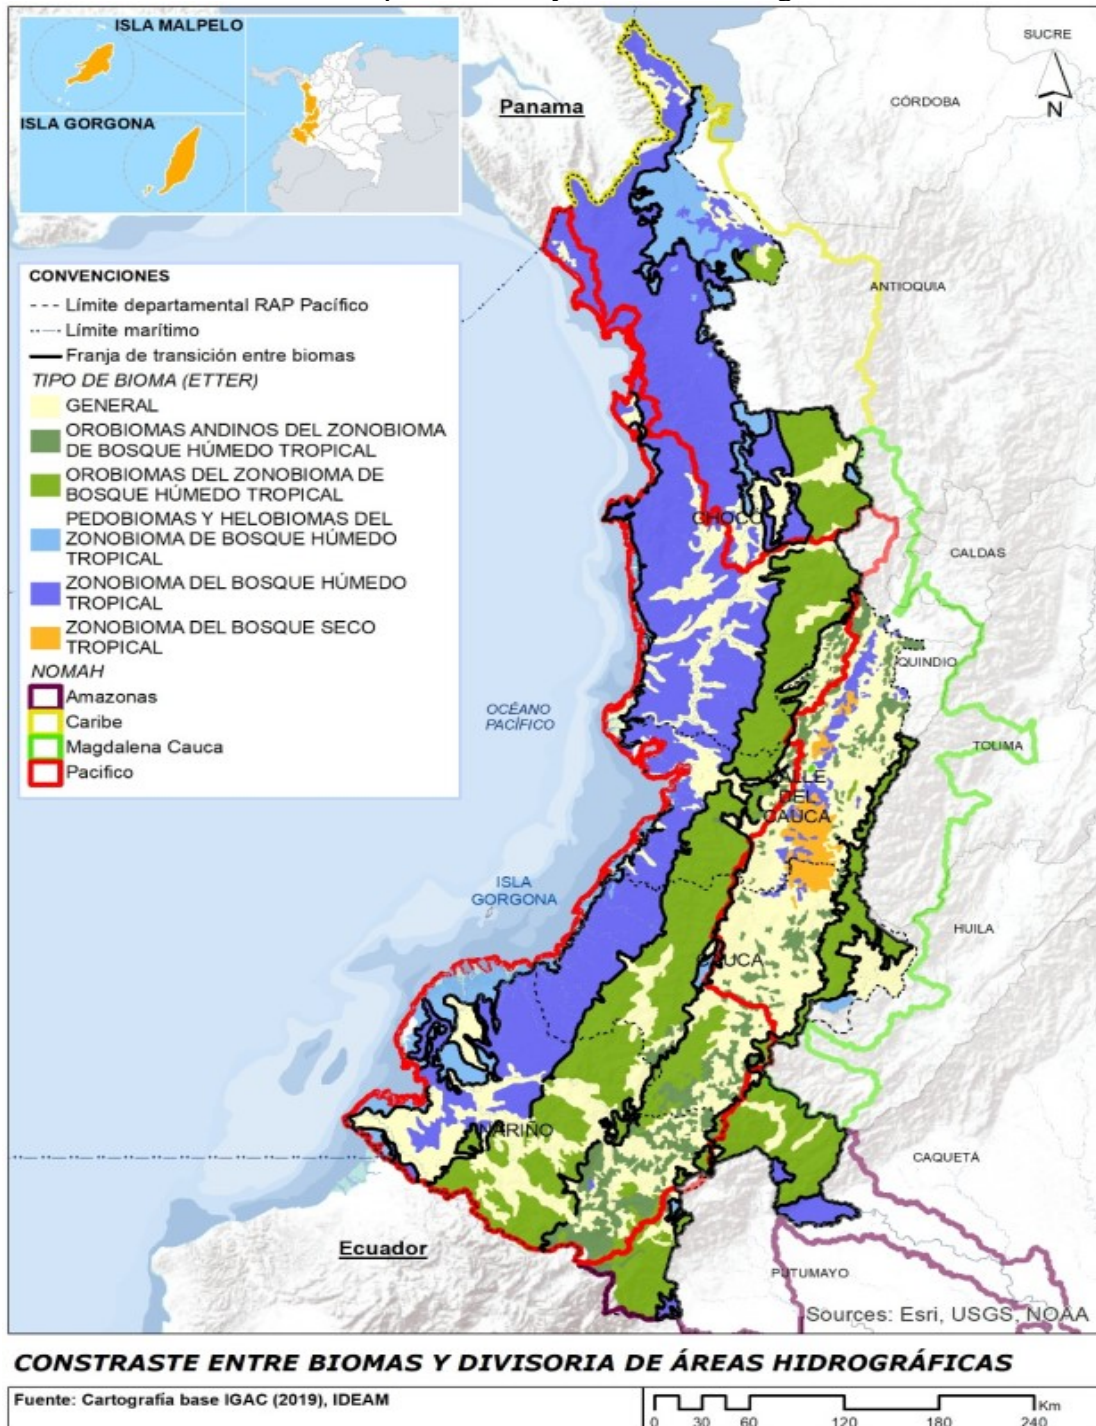 ISLA MALPELO
ISLA GORGONA
Panama
SUCRE
N
CÓRDOBA
CONVENCIONES
Límite departamental RAP Pacífico
Límite marítimo
Franja de transición entre biomas
TIPO DE BIOMA (ETTER)
GENERAL
OROBIOMAS ANDINOS DEL ZONOBIOMA
DE BOSQUE HÚMEDO TROPICAL
OROBIOMAS DEL ZONOBIOMA DE
BOSQUE HÚMEDO TROPICAL
PEDOBIOMAS Y HELOBIOMAS DEL
ZONOBIOMA DE BOSQUE HÚMEDO
TROPICAL
ZONOBIOMA DEL BOSQUE HÚMEDO
TROPICAL
ZONOBIOMA DEL BOSQUE SECO
TROPICAL
NOMAH
Amazonas
Caribe
Magdalena Cauca
Pacifico
ANTIOQUIA
CHOCÓ
CALDAS
QUINDIO
OCÉANO
PACÍFICO
TOLIMA
VALLE
DEL
CAUCA
ISLA
GORGONA
HUILA
CAUCA
NARIÑO
CAQUETÁ
Ecuador
PUTUMAYO
Sources: Esri, USGS, NOAA
CONSTRASTE ENTRE BIOMAS Y DIVISORIA DE ÁREAS HIDROGRÁFICAS
Fuente: Cartografía base IGAC (2019), IDEAM
Km
0 30 60 120 180 240